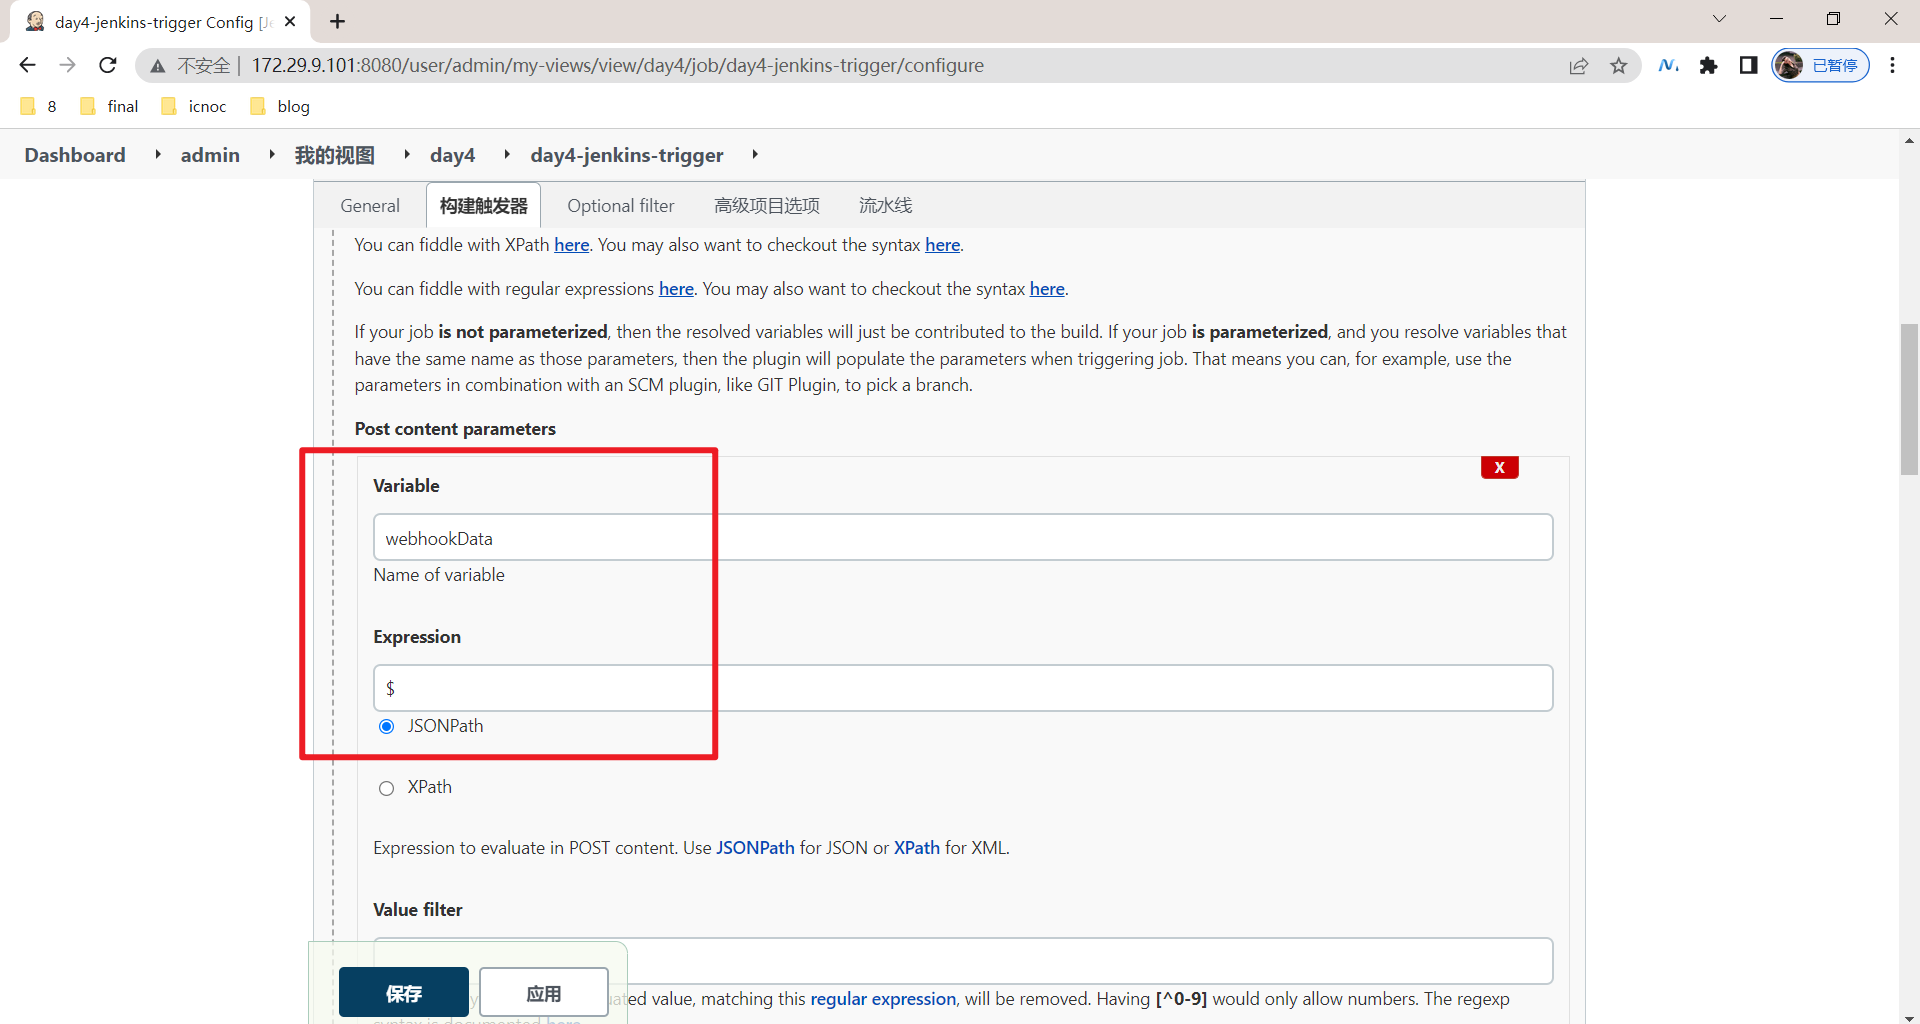 day4-jenkins-trigger Config [Je
不安全 | 172.29.9.101:8080/user/admin/my-views/view/day4/job/day4-jenkins-trigger/configure
已暂停
8 final icnoc blog
Dashboard admin 我的视图 day4 day4-jenkins-trigger
General 构建触发器 Optional filter 高级项目选项 流水线
You can fiddle with XPath here. You may also want to checkout the syntax here.
You can fiddle with regular expressions here. You may also want to checkout the syntax here.
If your job is not parameterized, then the resolved variables will just be contributed to the build. If your job is parameterized, and you resolve variables that
have the same name as those parameters, then the plugin will populate the parameters when triggering job. That means you can, for example, use the
parameters in combination with an SCM plugin, like GIT Plugin, to pick a branch.
Post content parameters
X
Variable
webhookData
Name of variable
Expression
$
JSONPath
XPath
Expression to evaluate in POST content. Use JSONPath for JSON or XPath for XML.
Value filter
保存 应用
uated value, matching this regular expression, will be removed. Having [^0-9] would only allow numbers. The regexp
syntax is documented here